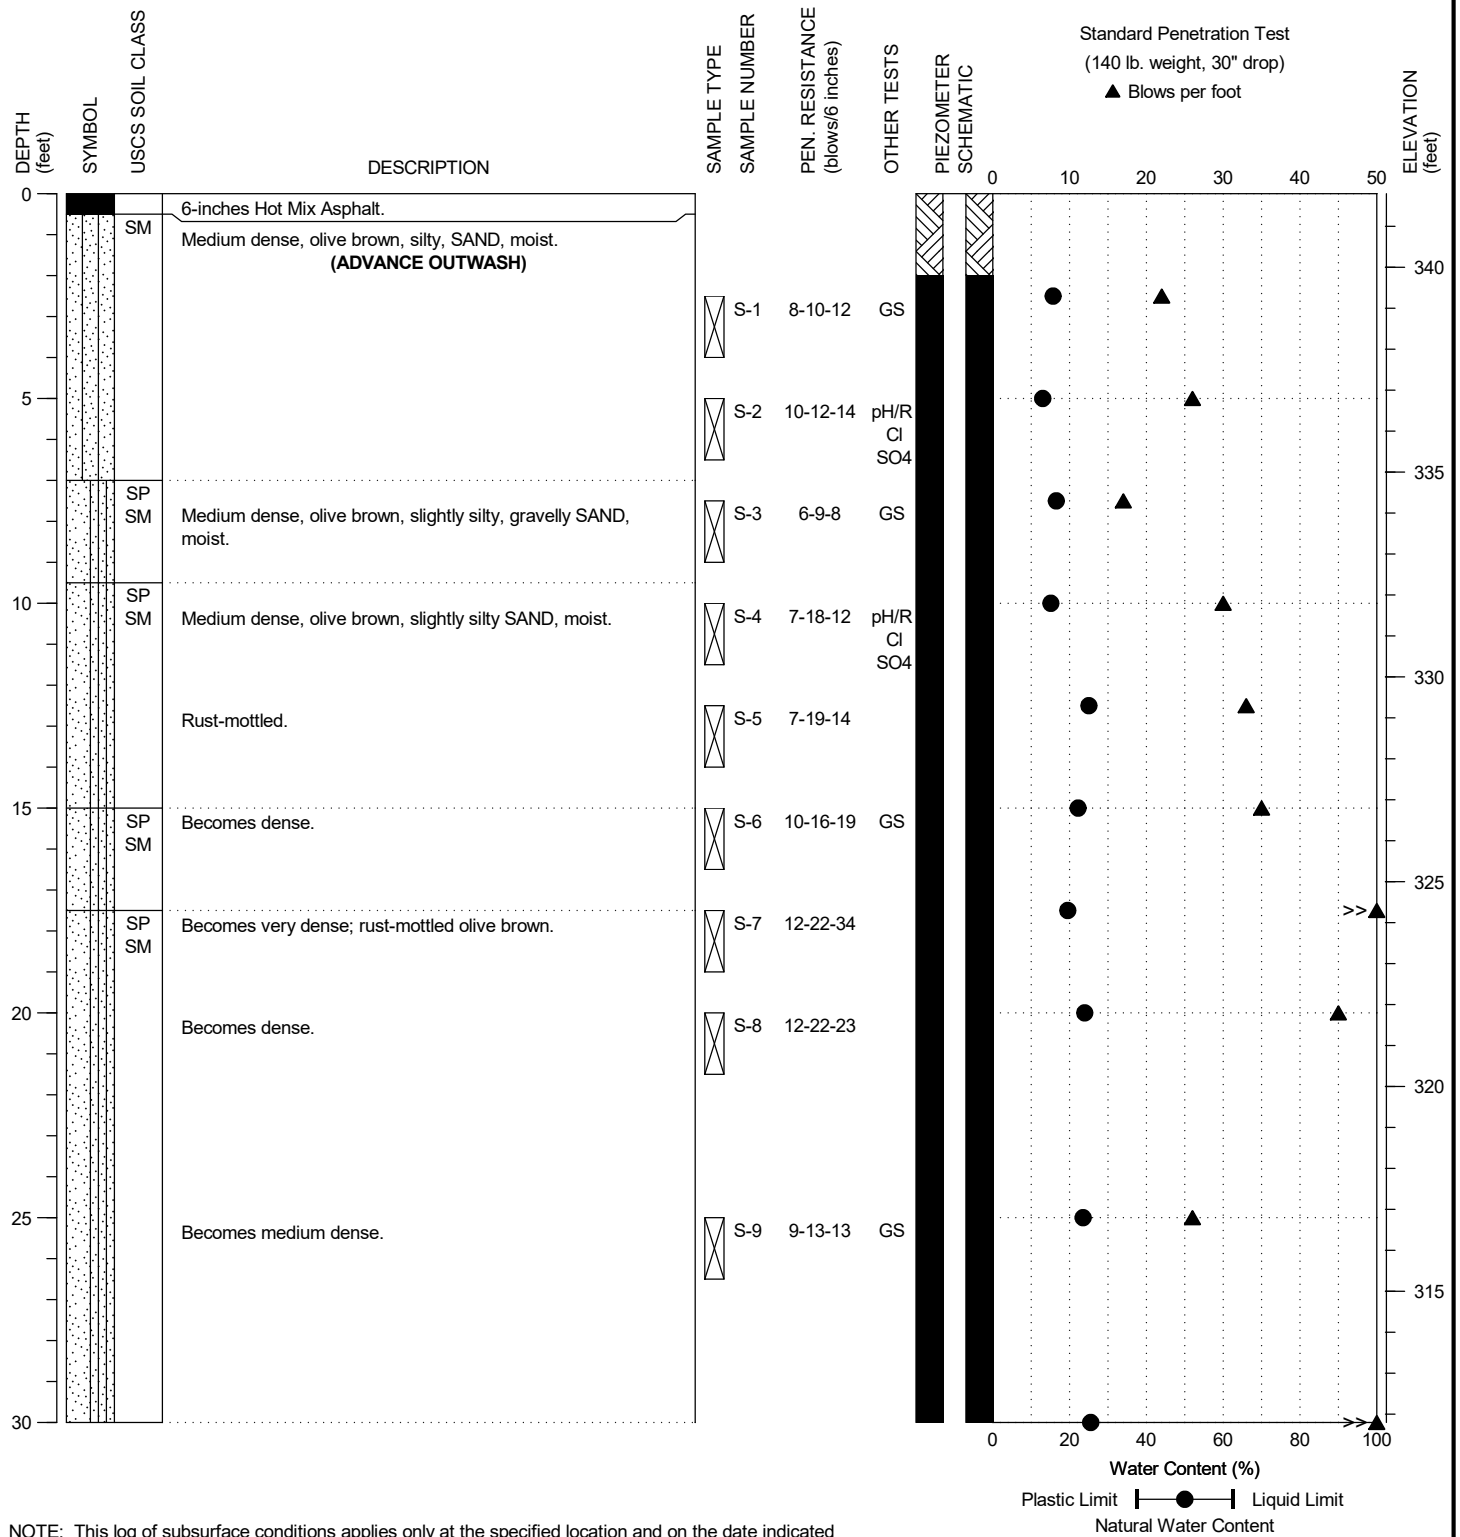 DEPTH
(feet)
SYMBOL
USCS SOIL CLASS
DESCRIPTION
SAMPLE TYPE
SAMPLE NUMBER
PEN. RESISTANCE
(blows/6 inches)
OTHER TESTS
PIEZOMETER
SCHEMATIC
Standard Penetration Test
(140 lb. weight, 30" drop)
▲ Blows per foot
ELEVATION
(feet)
0 10 20 30 40 50
0
6-inches Hot Mix Asphalt.
SM
Medium dense, olive brown, silty, SAND, moist.
(ADVANCE OUTWASH)
340
S-1 8-10-12 GS
5
S-2 10-12-14 pH/R
Cl
SO4
335
SP
SM
Medium dense, olive brown, slightly silty, gravelly SAND,
moist.
S-3 6-9-8 GS
10
SP
SM
Medium dense, olive brown, slightly silty SAND, moist.
S-4 7-18-12 pH/R
Cl
SO4
330
Rust-mottled.
S-5 7-19-14
15
SP
SM
Becomes dense.
S-6 10-16-19 GS
325
SP
SM
Becomes very dense; rust-mottled olive brown.
S-7 12-22-34
>>
20
Becomes dense.
S-8 12-22-23
320
25
Becomes medium dense.
S-9 9-13-13 GS
315
30
>>
0 20 40 60 80 100
Water Content (%)
Plastic Limit Liquid Limit
Natural Water Content
NOTE: This log of subsurface conditions applies only at the specified location and on the date indicated